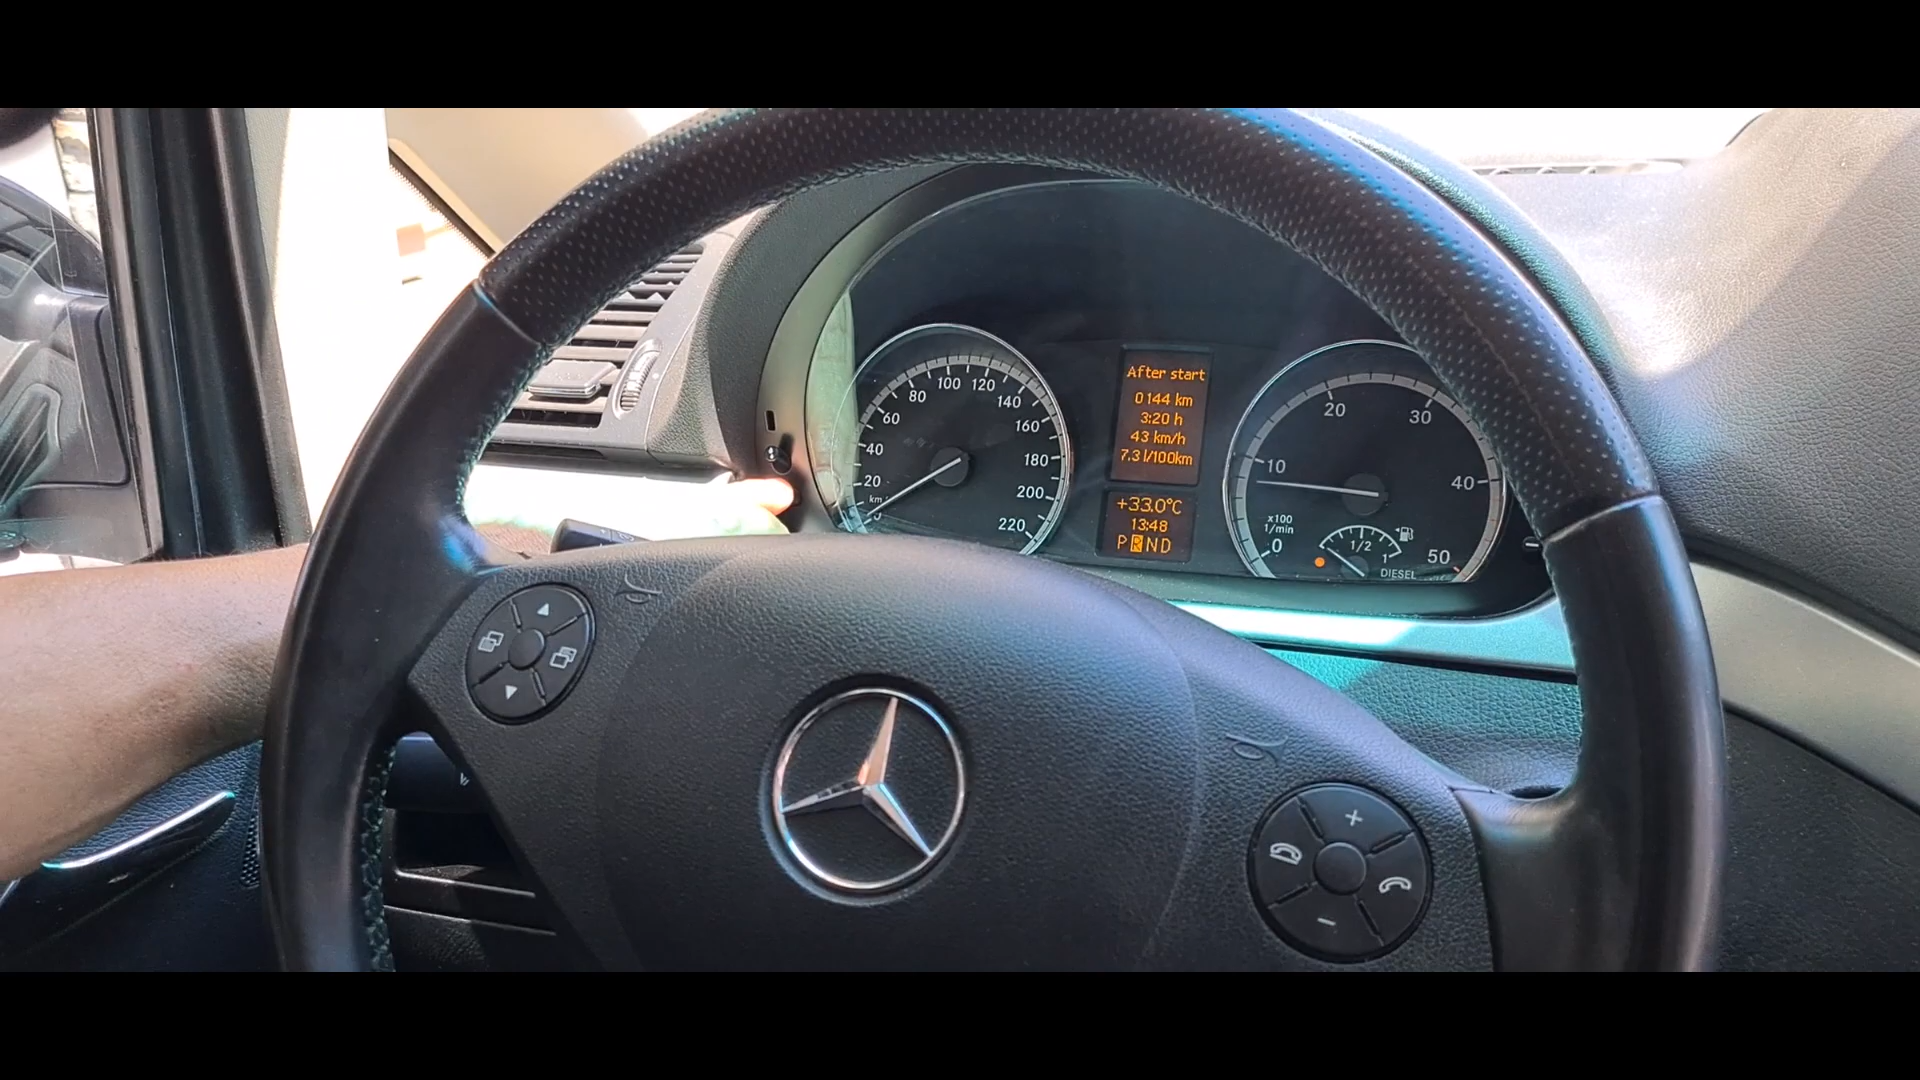 0
20
40
60
80
100
120
140
160
180
200
220
km
After start
0144 km
3:20 h
43 km/h
7.3 l/100km
+33.0°C
13:48
PRND
0
10
20
30
40
50
x100
1/min
1/2
1
DIESEL
+
−